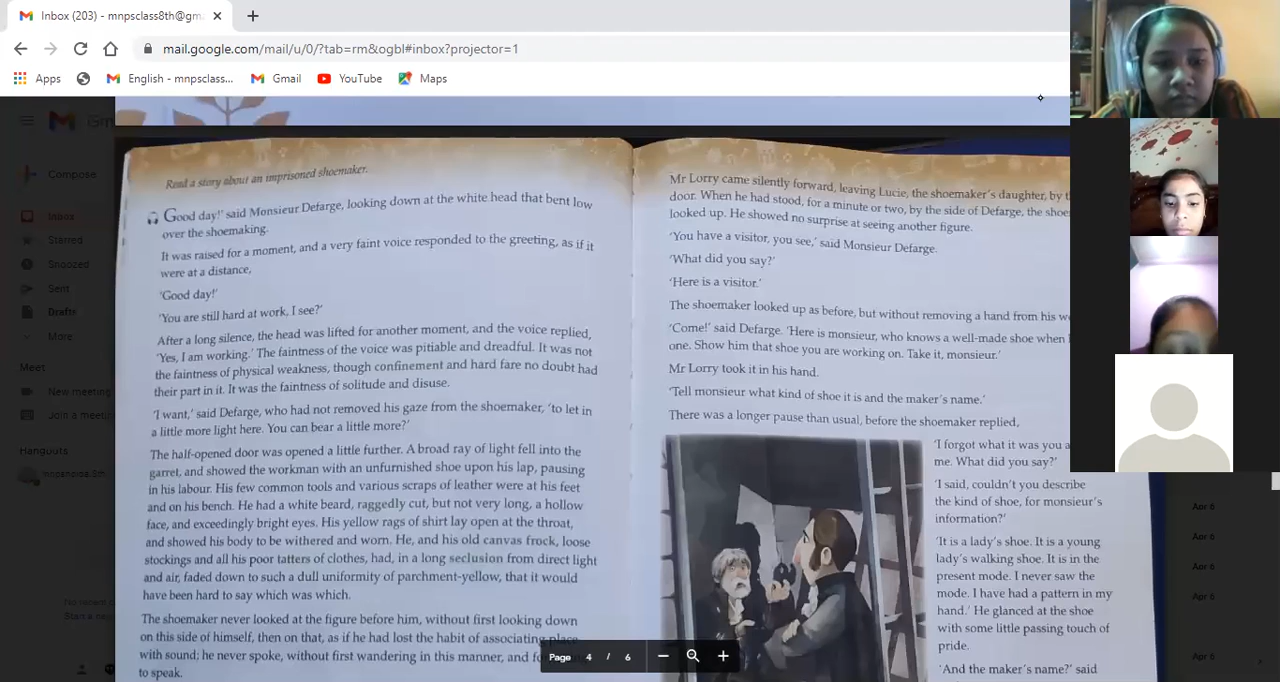 Inbox (203) - mnpsclass8th@gm
mail.google.com/mail/u/0/?tab=rm&ogbl#inbox?projector=1
Apps
English - mnpsclass...
Gmail
YouTube
Maps
Compose
Inbox
Starred
Snoozed
Sent
Drafts
More
Meet
New meeting
Join a meeting
Hangouts
Read a story about an imprisoned shoemaker.
Good day!' said Monsieur Defarge, looking down at the white head that bent low
over the shoemaking.
It was raised for a moment, and a very faint voice responded to the greeting, as if it
were at a distance,
'Good day!'
'You are still hard at work, I see?'
After a long silence, the head was lifted for another moment, and the voice replied,
'Yes, I am working.' The faintness of the voice was pitiable and dreadful. It was not
the faintness of physical weakness, though confinement and hard fare no doubt had
their part in it. It was the faintness of solitude and disuse.
'I want,' said Defarge, who had not removed his gaze from the shoemaker, 'to let in
a little more light here. You can bear a little more?'
The half-opened door was opened a little further. A broad ray of light fell into the
garret, and showed the workman with an unfurnished shoe upon his lap, pausing
in his labour. His few common tools and various scraps of leather were at his feet
and on his bench. He had a white beard, raggedly cut, but not very long, a hollow
face, and exceedingly bright eyes. His yellow rags of shirt lay open at the throat,
and showed his body to be withered and worn. He, and his old canvas frock, loose
stockings and all his poor tatters of clothes, had, in a long seclusion from direct light
and air, faded down to such a dull uniformity of parchment-yellow, that it would
have been hard to say which was which.
The shoemaker never looked at the figure before him, without first looking down
on this side of himself, then on that, as if he had lost the habit of associating place
with sound; he never spoke, without first wandering in this manner, and
to speak.
Mr Lorry came silently forward, leaving Lucie, the shoemaker's daughter, by
door. When he had stood, for a minute or two, by the side of Defarge, the
looked up. He showed no surprise at seeing another figure.
'You have a visitor, you see,' said Monsieur Defarge.
'What did you say?'
'Here is a visitor.'
The shoemaker looked up as before, but without removing a hand from his
'Come!' said Defarge. 'Here is monsieur, who knows a well-made shoe when
one. Show him that shoe you are working on. Take it, monsieur.'
Mr Lorry took it in his hand.
'Tell monsieur what kind of shoe it is and the maker's name.'
There was a longer pause than usual, before the shoemaker replied,
'I forgot what it was you
me. What did you say?'
'I said, couldn't you describe
the kind of shoe, for monsieur's
information?'
'It is a lady's shoe. It is a young
lady's walking shoe. It is in the
present mode. I never saw the
mode. I have had a pattern in my
hand.' He glanced at the shoe
with some little passing touch of
pride.
'And the maker's name?' said
Page 4 / 6
Apr 6
Apr 6
Apr 6
Apr 6
Apr 6